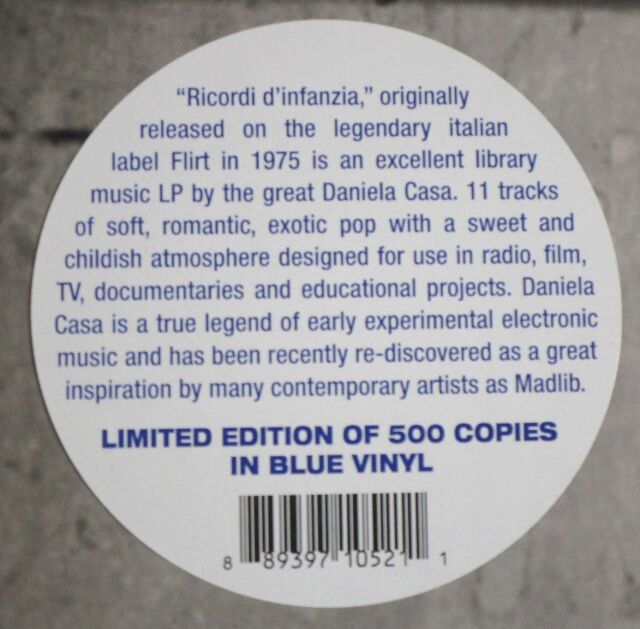 “Ricordi d’infanzia,” originally
released on the legendary italian
label Flirt in 1975 is an excellent library
music LP by the great Daniela Casa. 11 tracks
of soft, romantic, exotic pop with a sweet and
childish atmosphere designed for use in radio, film,
TV, documentaries and educational projects. Daniela
Casa is a true legend of early experimental electronic
music and has been recently re-discovered as a great
inspiration by many contemporary artists as Madlib.
LIMITED EDITION OF 500 COPIES
IN BLUE VINYL
8 89397 10521 1